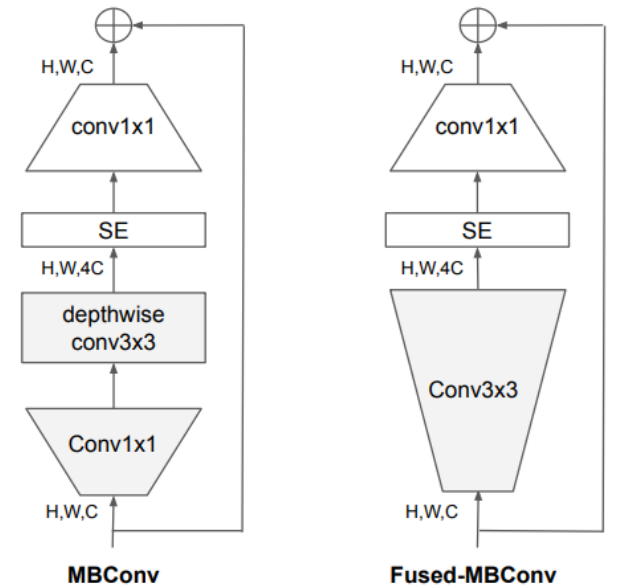 H,W,C
conv1x1
SE
H,W,4C
depthwise
conv3x3
Conv1x1
H,W,C
MBConv
H,W,C
conv1x1
SE
H,W,4C
Conv3x3
H,W,C
Fused-MBConv